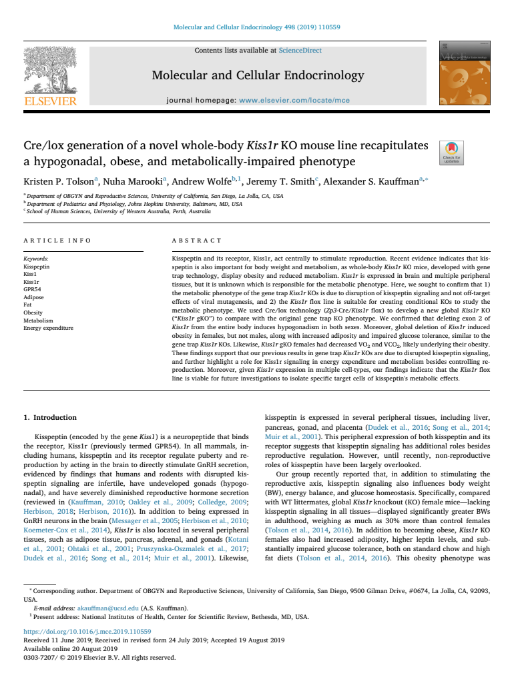 Molecular and Cellular Endocrinology 498 (2019) 110559
Contents lists available at ScienceDirect
Molecular and Cellular Endocrinology
journal homepage: www.elsevier.com/locate/mce
ELSEVIER
Cre/lox generation of a novel whole-body Kiss1r KO mouse line recapitulates
a hypogonadal, obese, and metabolically-impaired phenotype
Kristen P. Tolsonᵃ, Nuha Marookiᵃ, Andrew Wolfeᵇ,¹, Jeremy T. Smithᶜ, Alexander S. Kauffmanᵃ,*
ᵃ Department of OBGYN and Reproductive Sciences, University of California, San Diego, La Jolla, CA, USA
ᵇ Department of Pediatrics and Physiology, Johns Hopkins University, Baltimore, MD, USA
ᶜ School of Human Sciences, University of Western Australia, Perth, Australia
ARTICLE INFO
Keywords:
Kisspeptin
Kiss1
Kiss1r
GPR54
Adipose
Fat
Obesity
Metabolism
Energy expenditure
ABSTRACT
Kisspeptin and its receptor, Kiss1r, act centrally to stimulate reproduction. Recent evidence indicates that kis-
speptin is also important for body weight and metabolism, as whole-body Kiss1r KO mice, developed with gene
trap technology, display obesity and reduced metabolism. Kiss1r is expressed in brain and multiple peripheral
tissues, but it is unknown which is responsible for the metabolic phenotype. Here, we sought to confirm that 1)
the metabolic phenotype of the gene trap Kiss1r KOs is due to disruption of kisspeptin signaling and not off-target
effects of viral mutagenesis, and 2) the Kiss1r flox line is suitable for creating conditional KOs to study the
metabolic phenotype. We used Cre/lox technology (Zp3-Cre/Kiss1r flox) to develop a new global Kiss1r KO
("Kiss1r gKO") to compare with the original gene trap KO phenotype. We confirmed that deleting exon 2 of
Kiss1r from the entire body induces hypogonadism in both sexes. Moreover, global deletion of Kiss1r induced
obesity in females, but not males, along with increased adiposity and impaired glucose tolerance, similar to the
gene trap Kiss1r KOs. Likewise, Kiss1r gKO females had decreased VO₂ and VCO₂, likely underlying their obesity.
These findings support that our previous results in gene trap Kiss1r KOs are due to disrupted kisspeptin signaling,
and further highlight a role for Kiss1 signaling in energy expenditure and metabolism besides controlling re-
production. Moreover, given Kiss1r expression in multiple cell-types, our findings indicate that the Kiss1r flox
line is viable for future investigations to isolate specific target cells of kisspeptin's metabolic effects.
1. Introduction
Kisspeptin (encoded by the gene Kiss1) is a neuropeptide that binds
the receptor, Kiss1r (previously termed GPR54). In all mammals, in-
cluding humans, kisspeptin and its receptor regulate puberty and re-
production by acting in the brain to directly stimulate GnRH secretion,
evidenced by findings that humans and rodents with disrupted kis-
speptin signaling are infertile, have undeveloped gonads (hypogo-
nadal), and have severely diminished reproductive hormone secretion
(reviewed in (Kauffman, 2010; Oakley et al., 2009; Colledge, 2009;
Herbison, 2018; Herbison, 2016)). In addition to being expressed in
GnRH neurons in the brain (Messager et al., 2005; Herbison et al., 2010;
Krsmeter-Cox et al., 2014), Kiss1r is also located in several peripheral
tissues, such as adipose tissue, pancreas, adrenal, and gonads (Kotani
et al., 2001; Ohtaki et al., 2001; Pruszynska-Oszmalek et al., 2017;
Dudek et al., 2016; Song et al., 2014; Muir et al., 2001). Likewise,
kisspeptin is expressed in several peripheral tissues, including liver,
pancreas, gonad, and placenta (Dudek et al., 2016; Song et al., 2014;
Muir et al., 2001). This peripheral expression of both kisspeptin and its
receptor suggests that kisspeptin signaling has additional roles besides
reproductive regulation. However, until recently, non-reproductive
roles of kisspeptin have been largely overlooked.
Our group recently reported that, in addition to stimulating the
reproductive axis, kisspeptin signaling also influences body weight
(BW), energy balance, and glucose homeostasis. Specifically, compared
with WT littermates, global Kiss1r knockout (KO) female mice—lacking
kisspeptin signaling in all tissues—displayed significantly greater BWs
in adulthood, weighing as much as 30% more than control females
(Tolson et al., 2014, 2016). In addition to becoming obese, Kiss1r KO
females also had increased adiposity, higher leptin levels, and sub-
stantially impaired glucose tolerance, both on standard chow and high
fat diets (Tolson et al., 2014, 2016). This obesity phenotype was
* Corresponding author. Department of OBGYN and Reproductive Sciences, University of California, San Diego, 9500 Gilman Drive, #0674, La Jolla, CA, 92093,
USA.
E-mail address: akauffman@ucsd.edu (A.S. Kauffman).
¹ Present address: National Institutes of Health, Center for Scientific Review, Bethesda, MD, USA.
https://doi.org/10.1016/j.mce.2019.110559
Received 11 June 2019; Received in revised form 24 July 2019; Accepted 19 August 2019
Available online 20 August 2019
0303-7207/ © 2019 Elsevier B.V. All rights reserved.